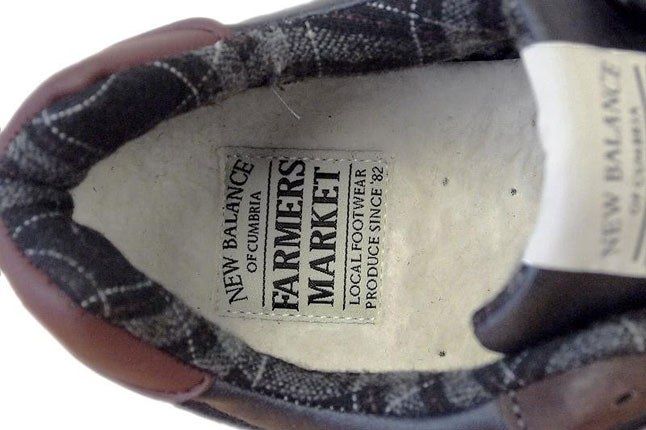 NEW BALANCE
OF CUMBRIA
FARMERS
MARKET
LOCAL FOOTWEAR
PRODUCE SINCE '82
NEW BALANCE
OF CUMBRIA